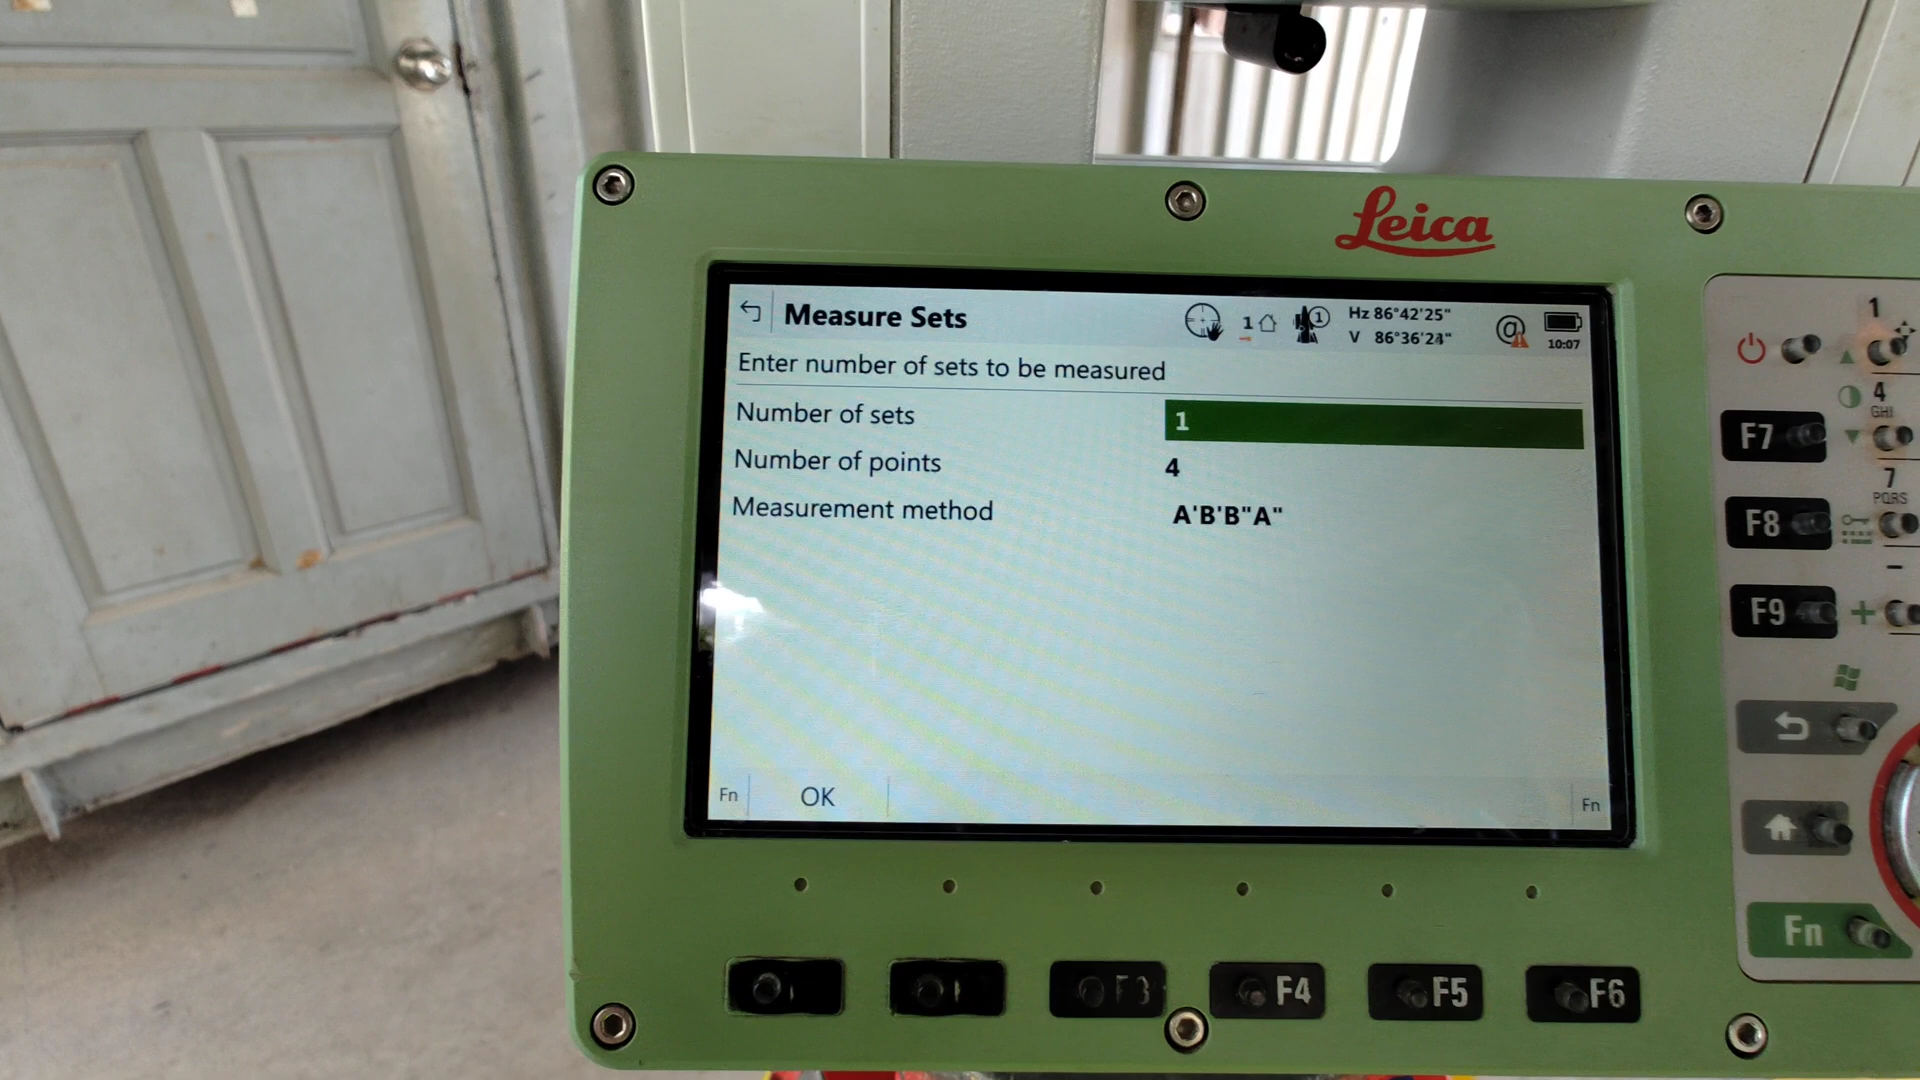 Leica
Measure Sets
1
1
Hz 86°42'25"
V 86°36'24"
@
10:07
Enter number of sets to be measured
Number of sets 1
Number of points 4
Measurement method A'B'B"A"
Fn OK Fn
1
4
GHI
7
PQRS
F7
F8
F9
Fn
F3 F4 F5 F6